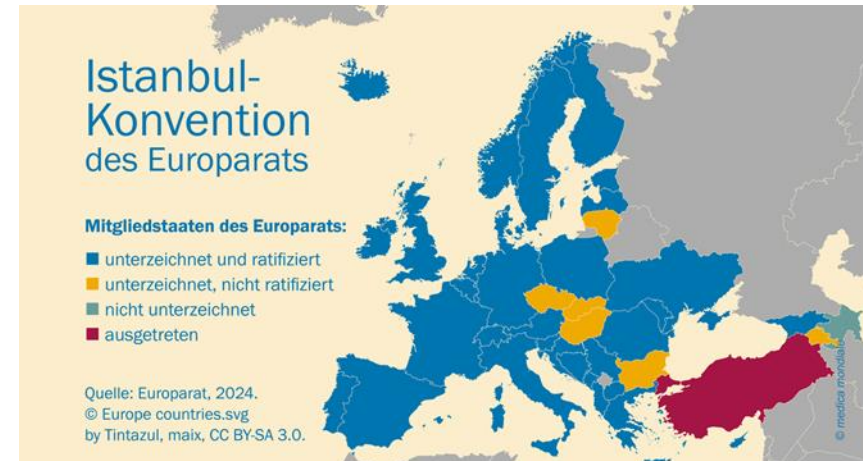 Istanbul-
Konvention
des Europarats
Mitgliedstaaten des Europarats:
unterzeichnet und ratifiziert
unterzeichnet, nicht ratifiziert
nicht unterzeichnet
ausgetreten
Quelle: Europarat, 2024.
© Europe countries.svg
by Tintazul, maix, CC BY-SA 3.0.
© medica mondiale